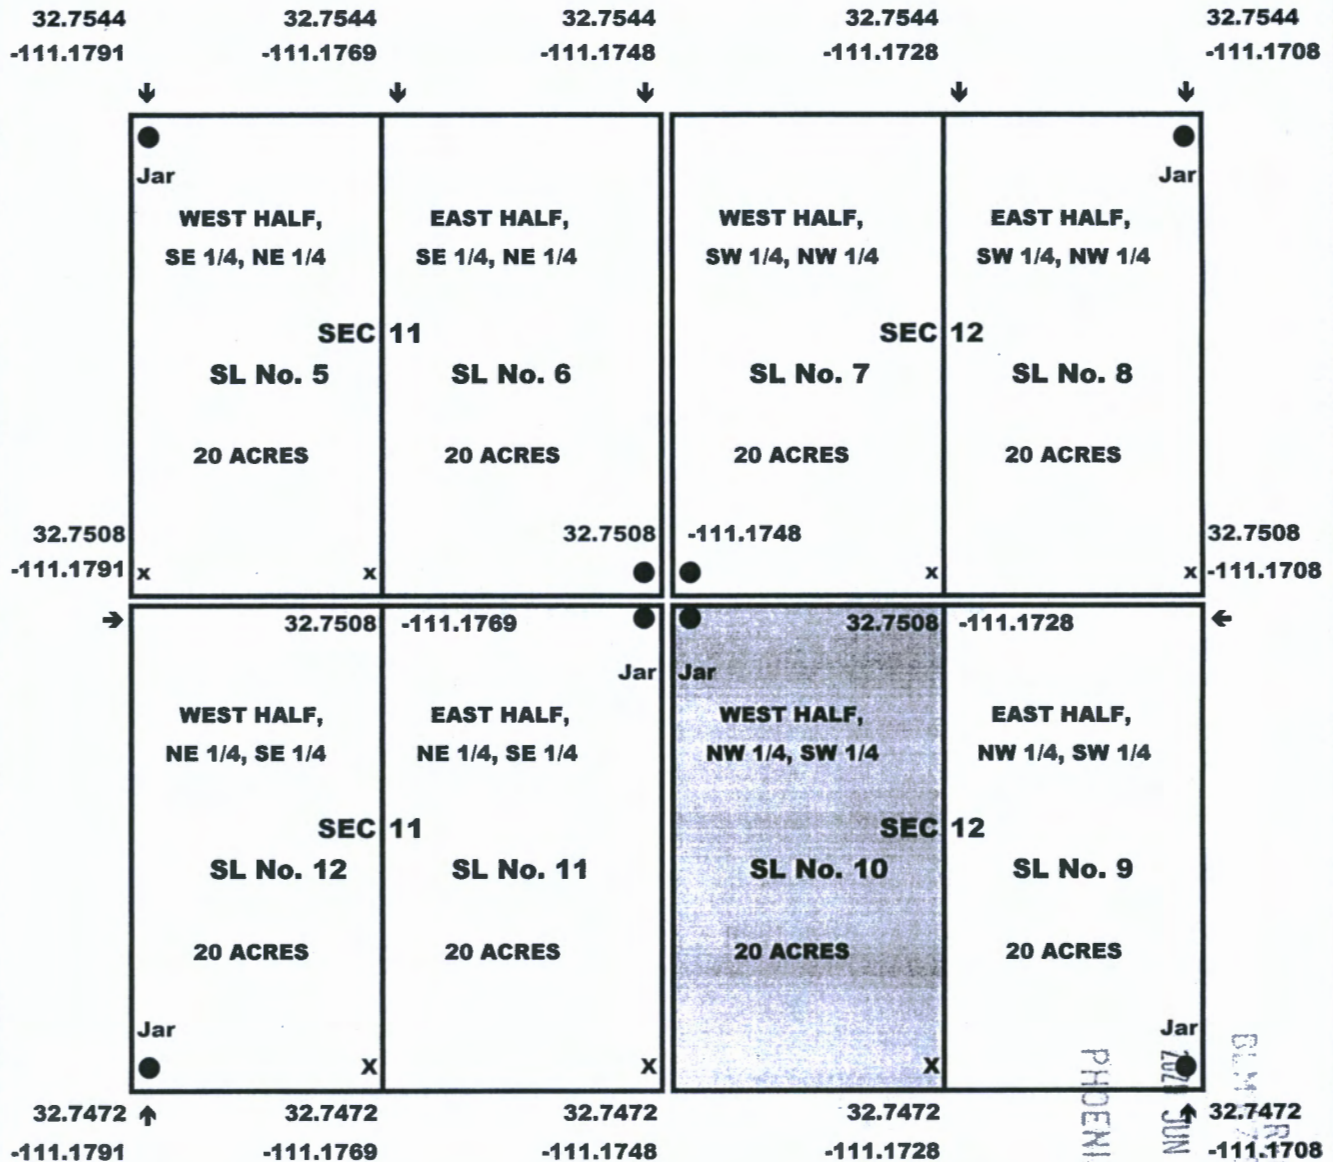 32.7544 32.7544 32.7544 32.7544 32.7544
-111.1791 -111.1769 -111.1748 -111.1728 -111.1708
Jar Jar
WEST HALF, EAST HALF, WEST HALF, EAST HALF,
SE 1/4, NE 1/4 SE 1/4, NE 1/4 SW 1/4, NW 1/4 SW 1/4, NW 1/4
SEC 11 SEC 12
SL No. 5 SL No. 6 SL No. 7 SL No. 8
20 ACRES 20 ACRES 20 ACRES 20 ACRES
32.7508 32.7508 -111.1748 32.7508
-111.1791 x x x x -111.1708
32.7508 -111.1769 32.7508 -111.1728
Jar Jar
WEST HALF, EAST HALF, WEST HALF, EAST HALF,
NE 1/4, SE 1/4 NE 1/4, SE 1/4 NW 1/4, SW 1/4 NW 1/4, SW 1/4
SEC 11 SEC 12
SL No. 12 SL No. 11 SL No. 10 SL No. 9
20 ACRES 20 ACRES 20 ACRES 20 ACRES
Jar Jar
X X X
32.7472 32.7472 32.7472 32.7472 32.7472
-111.1791 -111.1769 -111.1748 -111.1728 -111.1708
JUN
PHOENI